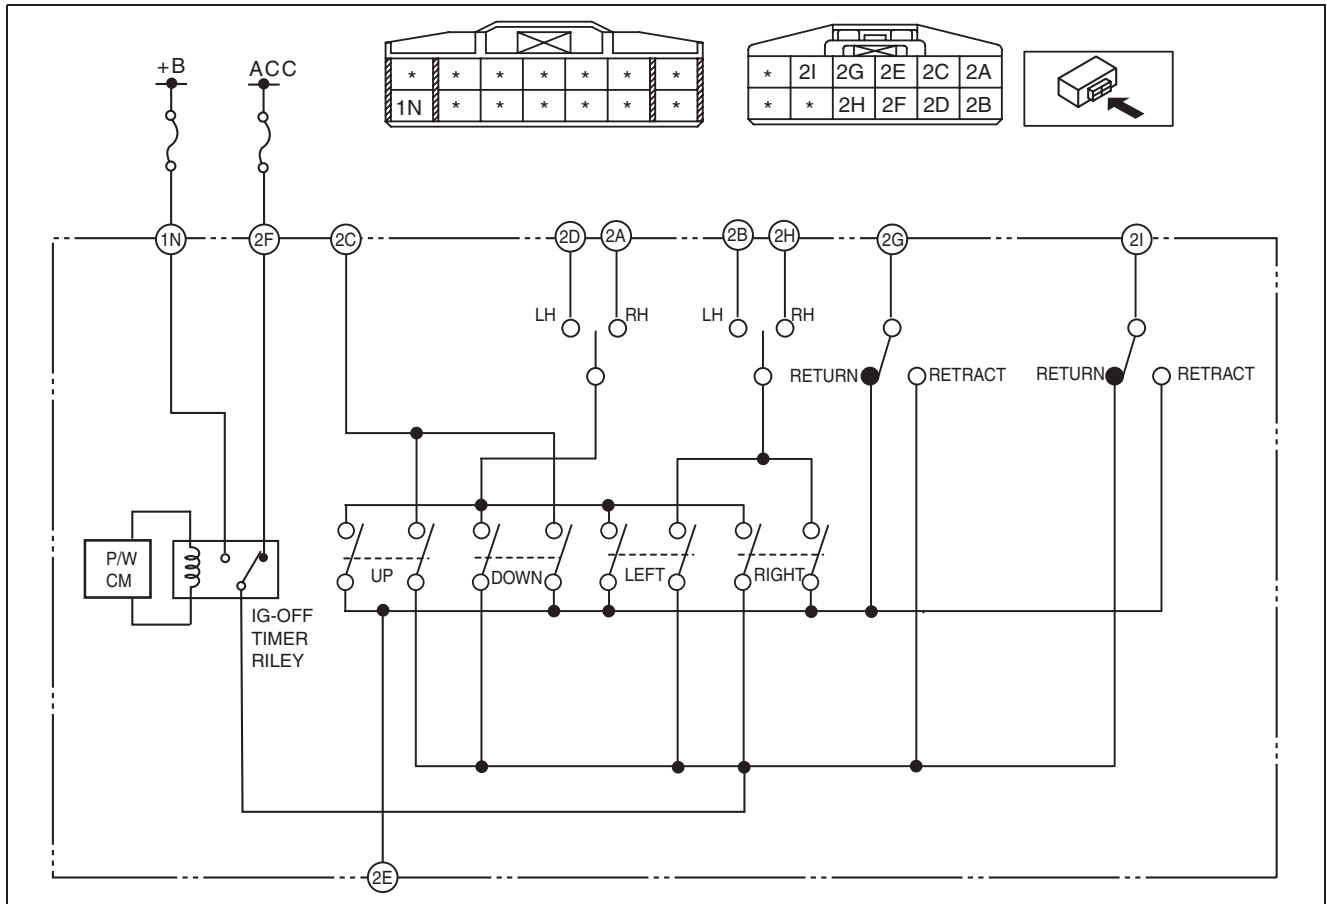 +B
ACC
* * * * * * *
1N * * * * * *
* 2I 2G 2E 2C 2A
* * 2H 2F 2D 2B
1N 2F 2C 2D 2A 2B 2H 2G 2I
LH RH LH RH
RETURN RETRACT RETURN RETRACT
P/W
CM
UP DOWN LEFT RIGHT
IG-OFF
TIMER
RILEY
2E